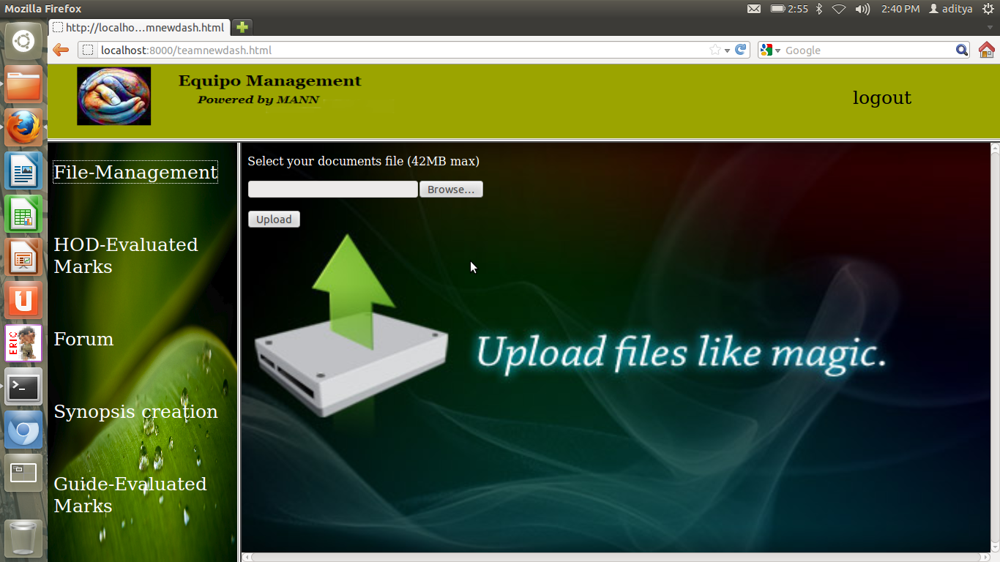 Mozilla Firefox
2:55
2:40 PM
aditya
http://localho...mnewdash.html
localhost:8000/teamnewdash.html
Google
Equipo Management
Powered by MANN
logout
File-Management
HOD-Evaluated
Marks
Forum
Synopsis creation
Guide-Evaluated
Marks
Select your documents file (42MB max)
Browse...
Upload
Upload files like magic.
ERIC